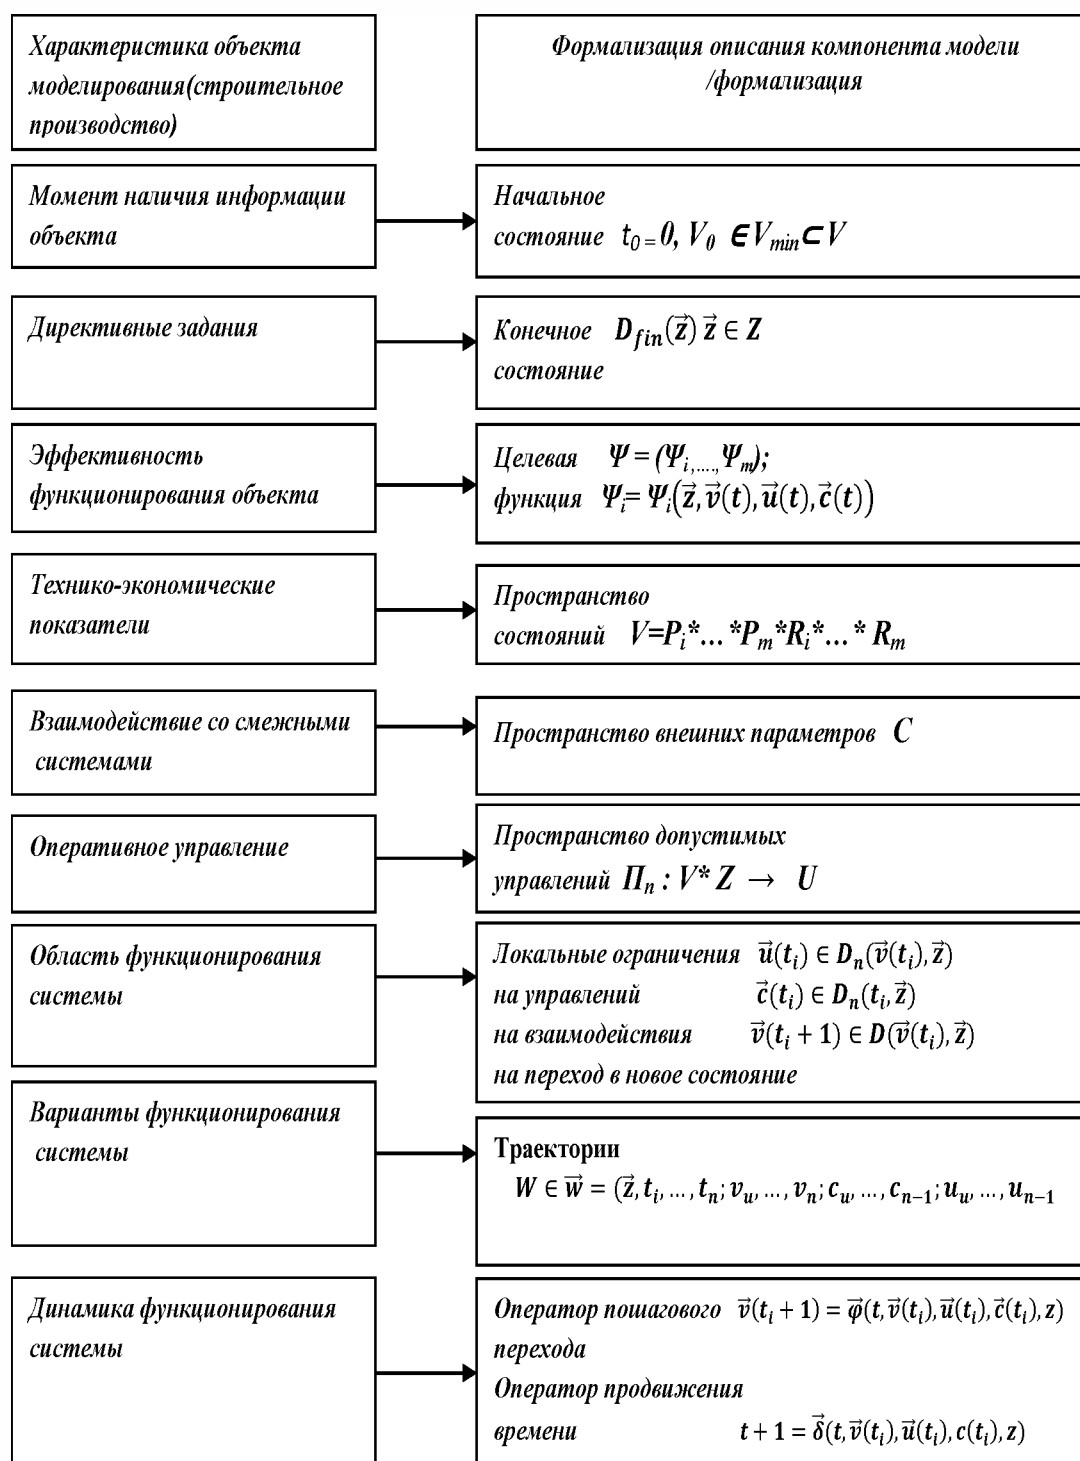 Характеристика объекта
моделирования(строительное
производство)
Формализация описания компонента модели
/формализация
Момент наличия информации
объекта
Начальное
состояние t₀ = 0, V₀ ∈ V_min ⊂ V
Директивные задания
Конечное D_fin(z⃗) z⃗ ∈ Z
состояние
Эффективность
функционирования объекта
Целевая Ψ = (Ψ_i,....,Ψ_m);
функция Ψ_i = Ψ_i(z⃗, v⃗(t), u⃗(t), c⃗(t))
Технико-экономические
показатели
Пространство
состояний V=P_i*... *P_m*R_i*...* R_m
Взаимодействие со смежными
системами
Пространство внешних параметров C
Оперативное управление
Пространство допустимых
управлений П_n : V* Z → U
Область функционирования
системы
Локальные ограничения u⃗(t_i) ∈ D_n(v⃗(t_i), z⃗)
на управлений c⃗(t_i) ∈ D_n(t_i, z⃗)
на взаимодействия v⃗(t_i + 1) ∈ D(v⃗(t_i), z⃗)
на переход в новое состояние
Варианты функционирования
системы
Траектории
W ∈ w⃗ = (z⃗, t_i, ..., t_n; v_u, ..., v_n; c_u, ..., c_{n−1}; u_u, ..., u_{n−1}
Динамика функционирования
системы
Оператор пошагового v⃗(t_i + 1) = φ⃗(t, v⃗(t_i), u⃗(t_i), c⃗(t_i), z)
перехода
Оператор продвижения
времени t + 1 = δ⃗(t, v⃗(t_i), u⃗(t_i), c(t_i), z)